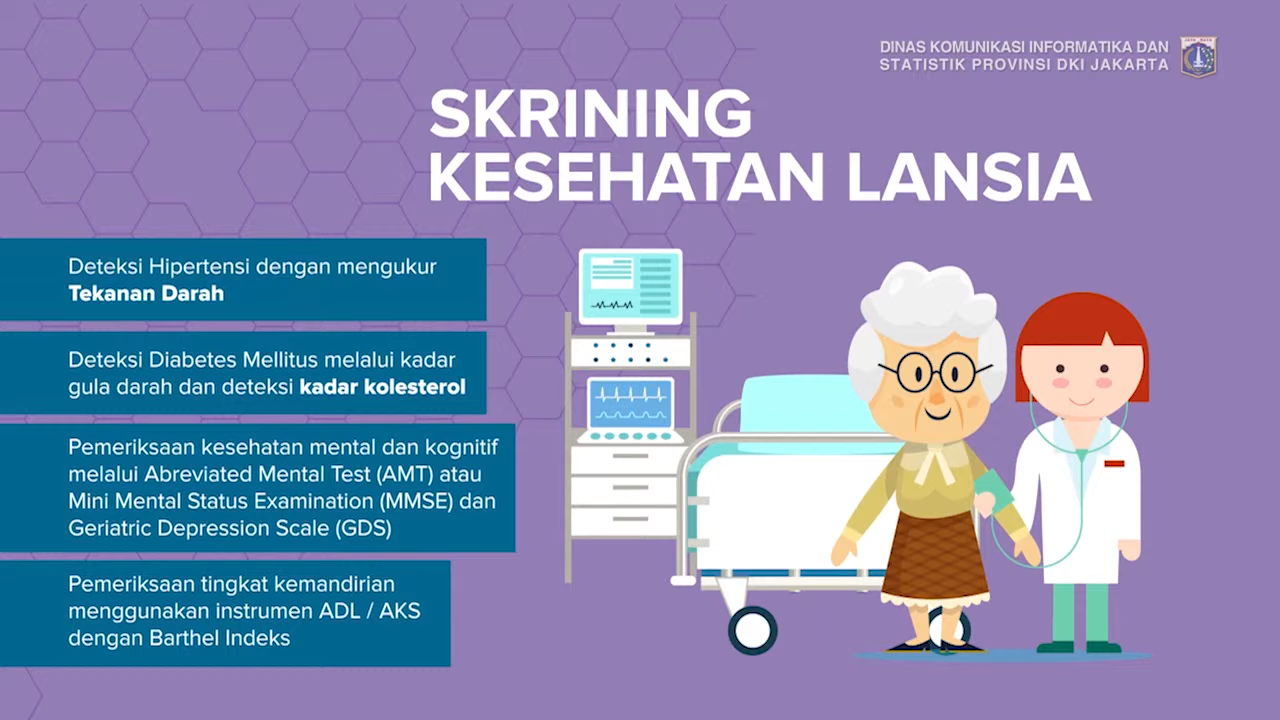 DINAS KOMUNIKASI INFORMATIKA DAN
STATISTIK PROVINSI DKI JAKARTA
SKRINING
KESEHATAN LANSIA
Deteksi Hipertensi dengan mengukur
Tekanan Darah
Deteksi Diabetes Mellitus melalui kadar
gula darah dan deteksi kadar kolesterol
Pemeriksaan kesehatan mental dan kognitif
melalui Abreviated Mental Test (AMT) atau
Mini Mental Status Examination (MMSE) dan
Geriatric Depression Scale (GDS)
Pemeriksaan tingkat kemandirian
menggunakan instrumen ADL / AKS
dengan Barthel Indeks